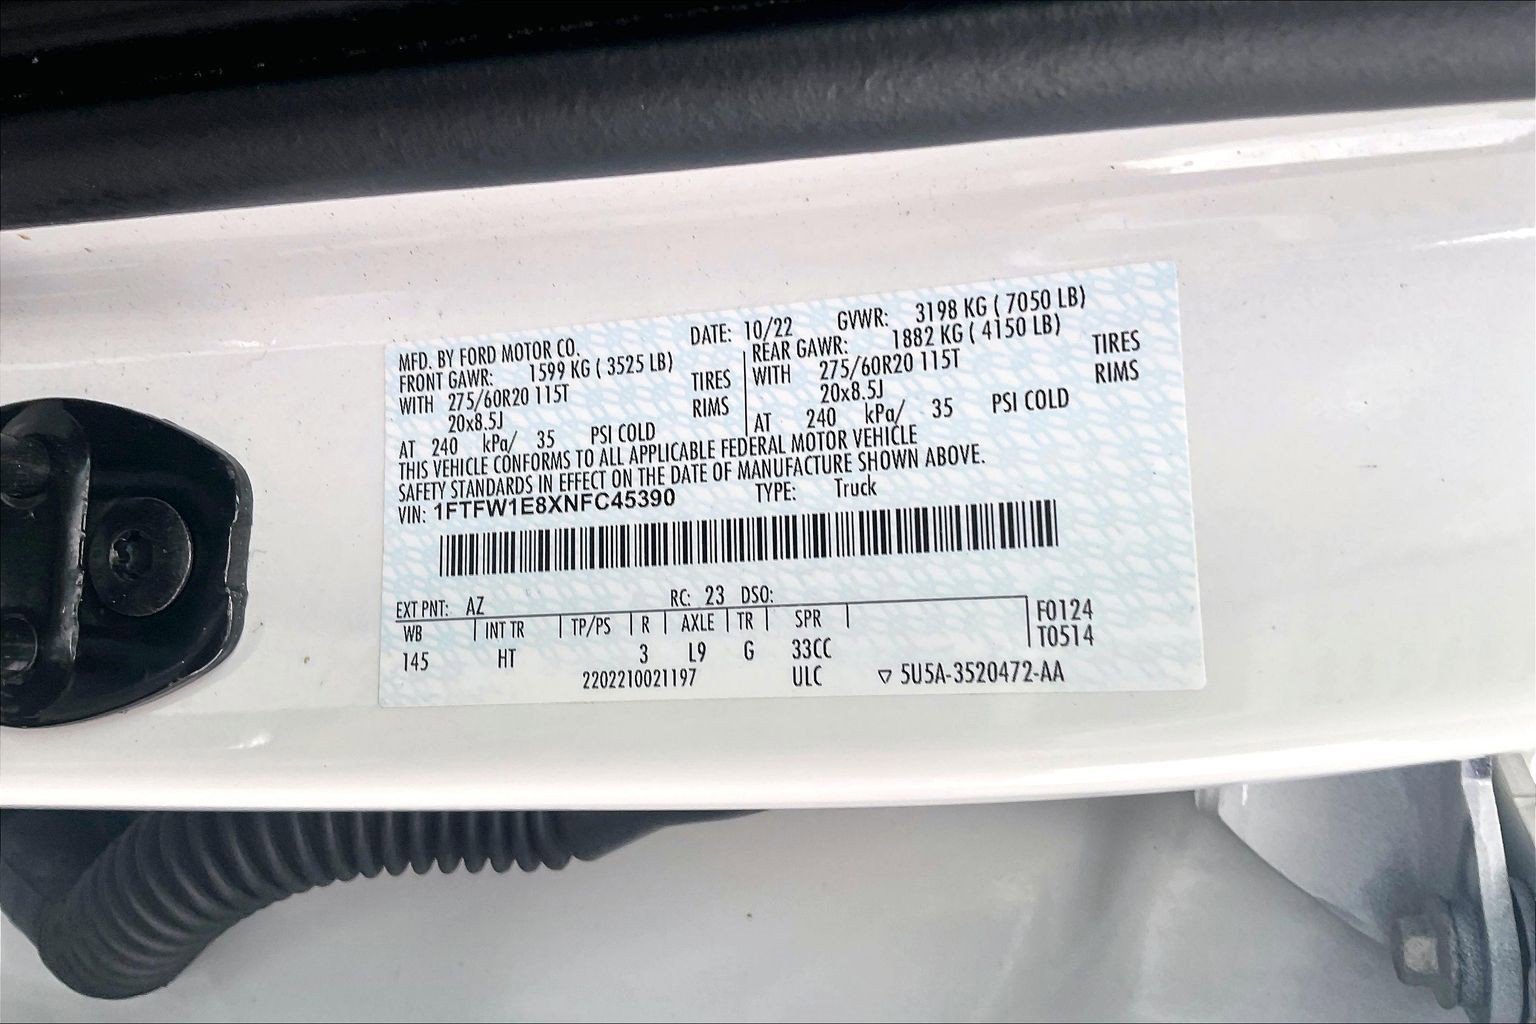 MFD. BY FORD MOTOR CO. DATE: 10/22 GVWR: 3198 KG ( 7050 LB)
FRONT GAWR: 1599 KG ( 3525 LB) REAR GAWR: 1882 KG ( 4150 LB)
WITH 275/60R20 115T TIRES WITH 275/60R20 115T TIRES
20x8.5J RIMS 20x8.5J RIMS
AT 240 kPa/ 35 PSI COLD AT 240 kPa/ 35 PSI COLD
THIS VEHICLE CONFORMS TO ALL APPLICABLE FEDERAL MOTOR VEHICLE
SAFETY STANDARDS IN EFFECT ON THE DATE OF MANUFACTURE SHOWN ABOVE.
VIN: 1FTFW1E8XNFC45390 TYPE: Truck
EXT PNT: AZ RC: 23 DSO:
WB INT TR TP/PS R AXLE TR SPR F0124
145 HT 3 L9 G 33CC T0514
2202210021197 ULC ▽ 5U5A-3520472-AA